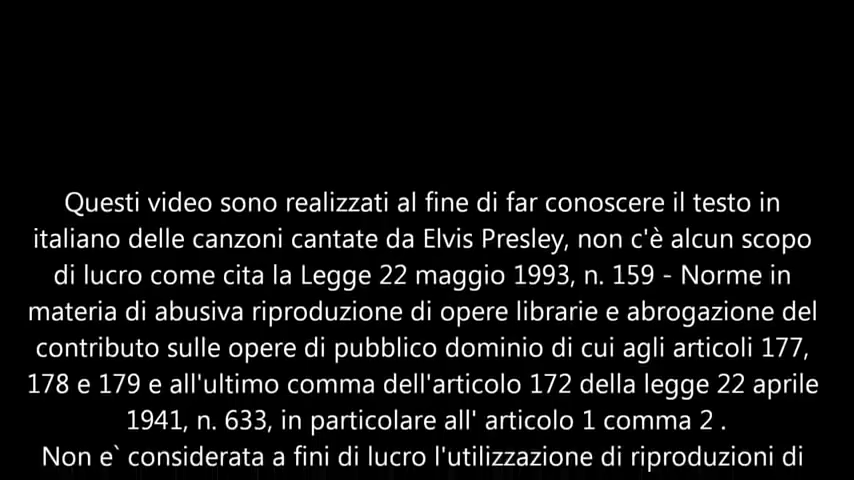 Questi video sono realizzati al fine di far conoscere il testo in
italiano delle canzoni cantate da Elvis Presley, non c'è alcun scopo
di lucro come cita la Legge 22 maggio 1993, n. 159 - Norme in
materia di abusiva riproduzione di opere librarie e abrogazione del
contributo sulle opere di pubblico dominio di cui agli articoli 177,
178 e 179 e all'ultimo comma dell'articolo 172 della legge 22 aprile
1941, n. 633, in particolare all' articolo 1 comma 2 .
Non e` considerata a fini di lucro l'utilizzazione di riproduzioni di